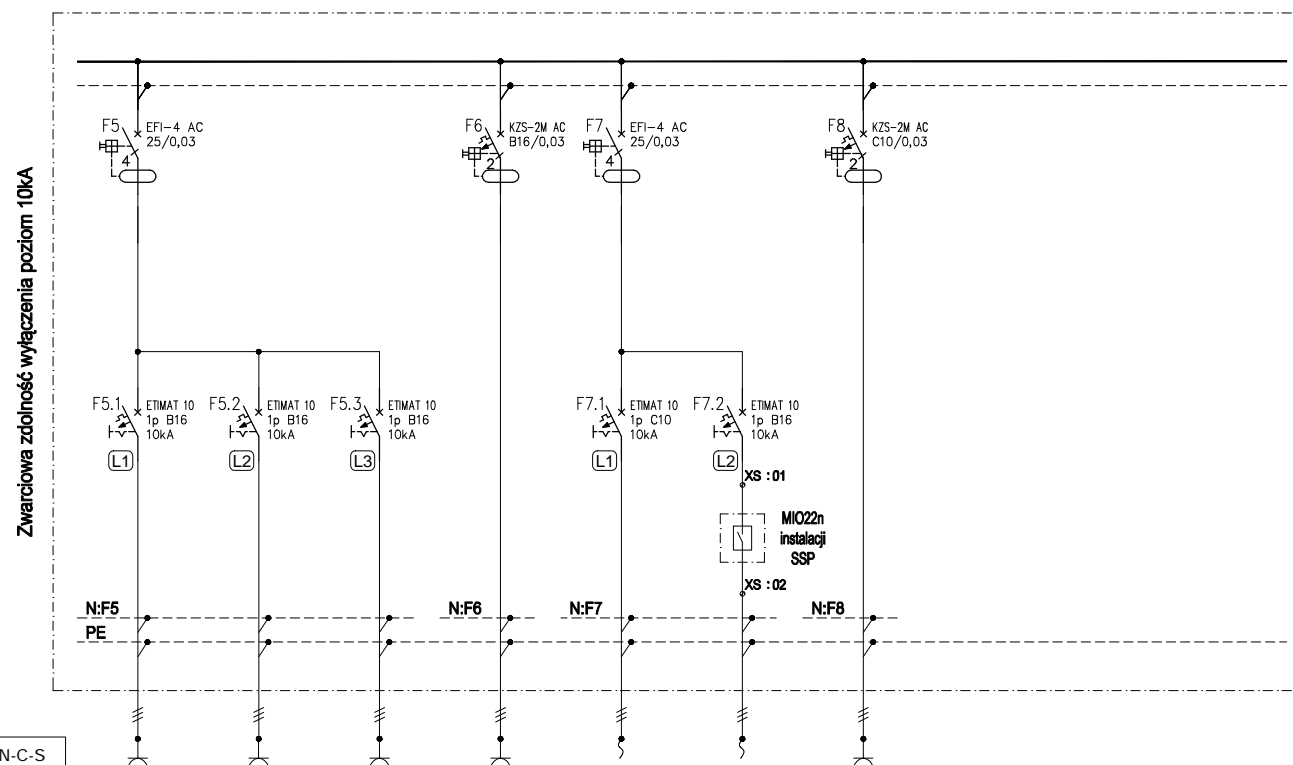 Zwarciowa zdolność wyłączenia poziom 10kA
F5
EFI-4 AC
25/0,03
4
F6
KZS-2M AC
B16/0,03
2
F7
EFI-4 AC
25/0,03
4
F8
KZS-2M AC
C10/0,03
2
F5.1
ETIMAT 10
1p B16
10kA
L1
F5.2
ETIMAT 10
1p B16
10kA
L2
F5.3
ETIMAT 10
1p B16
10kA
L3
F7.1
ETIMAT 10
1p C10
10kA
L1
F7.2
ETIMAT 10
1p B16
10kA
L2
XS : 01
MIO22n
instalacji
SSP
XS : 02
N:F5
N:F6
N:F7
N:F8
PE
N-C-S